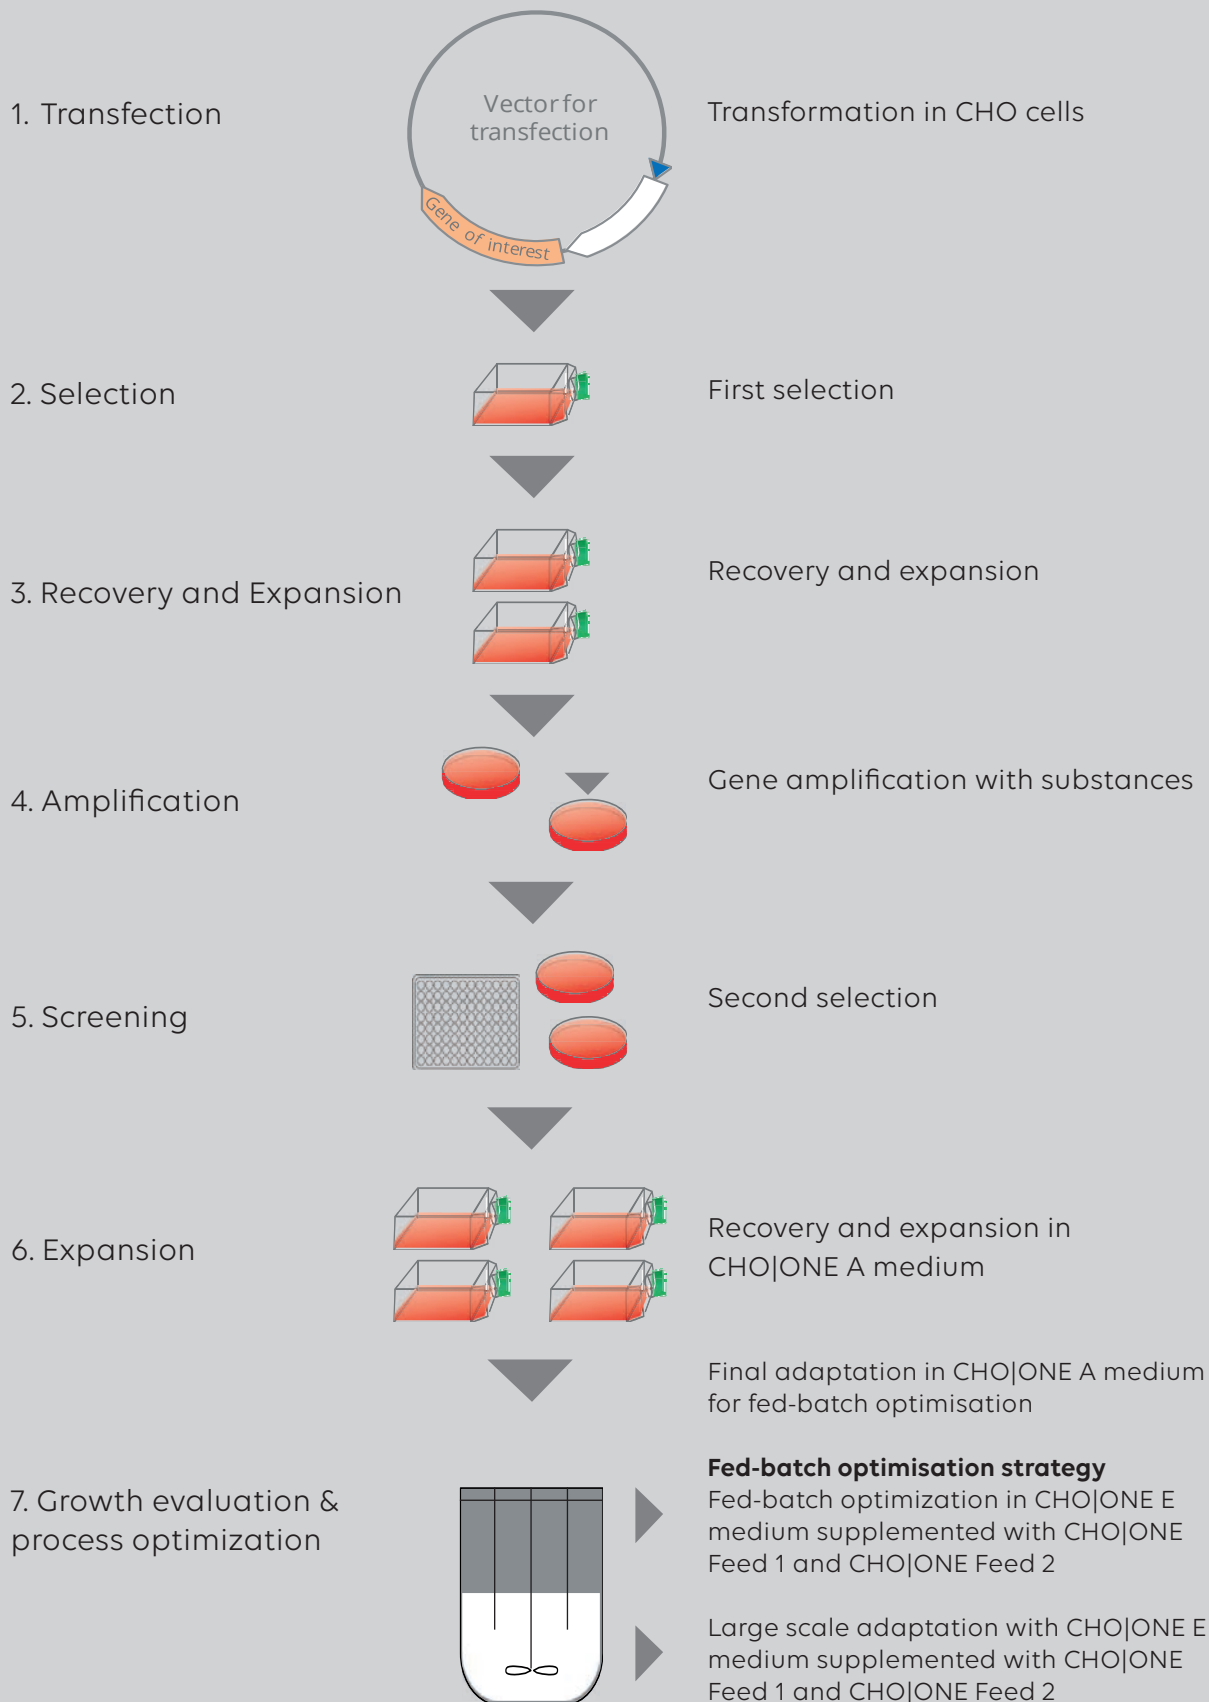 1. Transfection
Vector for
transfection
Gene of interest
Transformation in CHO cells
2. Selection
First selection
3. Recovery and Expansion
Recovery and expansion
4. Amplification
Gene amplification with substances
5. Screening
Second selection
6. Expansion
Recovery and expansion in
CHO|ONE A medium
Final adaptation in CHO|ONE A medium
for fed-batch optimisation
7. Growth evaluation &
process optimization
Fed-batch optimisation strategy
Fed-batch optimization in CHO|ONE E
medium supplemented with CHO|ONE
Feed 1 and CHO|ONE Feed 2
Large scale adaptation with CHO|ONE E
medium supplemented with CHO|ONE
Feed 1 and CHO|ONE Feed 2